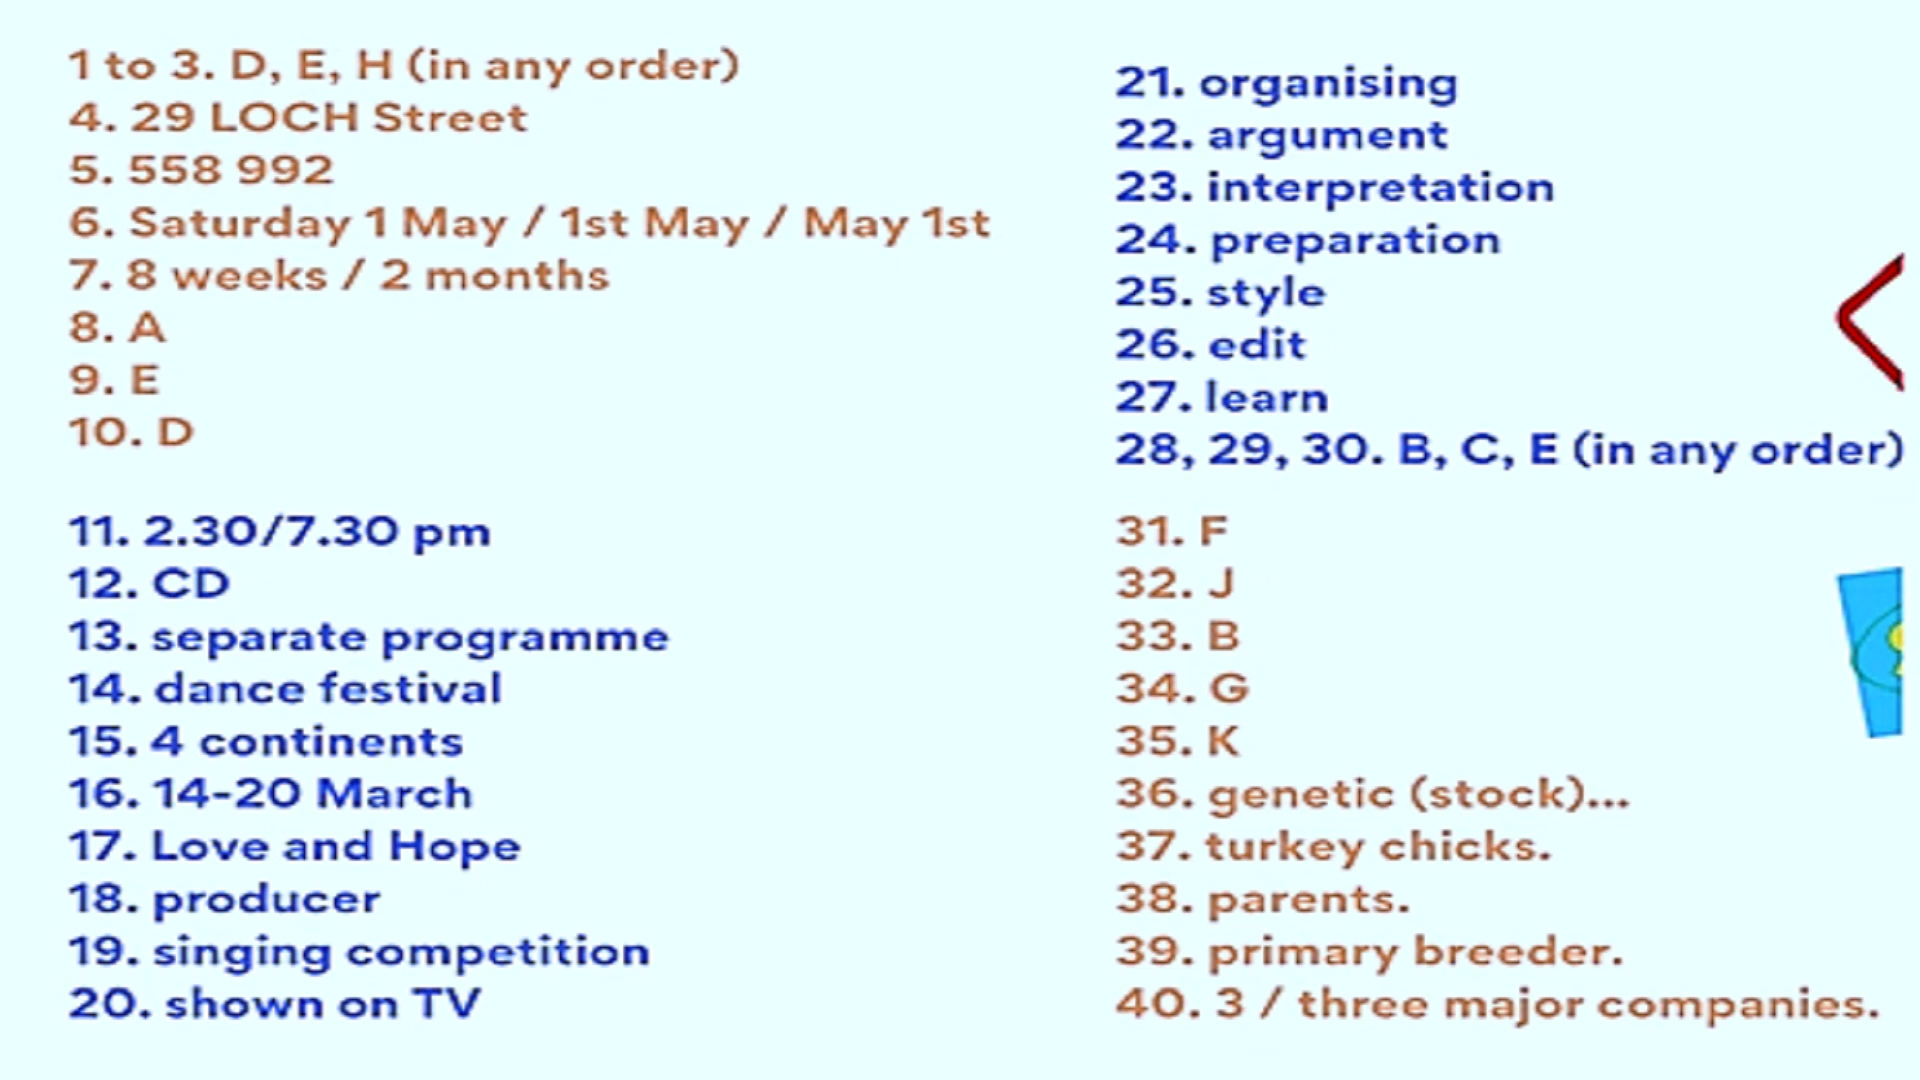 1 to 3. D, E, H (in any order)
4. 29 LOCH Street
5. 558 992
6. Saturday 1 May / 1st May / May 1st
7. 8 weeks / 2 months
8. A
9. E
10. D
11. 2.30/7.30 pm
12. CD
13. separate programme
14. dance festival
15. 4 continents
16. 14-20 March
17. Love and Hope
18. producer
19. singing competition
20. shown on TV
21. organising
22. argument
23. interpretation
24. preparation
25. style
26. edit
27. learn
28, 29, 30. B, C, E (in any order)
31. F
32. J
33. B
34. G
35. K
36. genetic (stock)...
37. turkey chicks.
38. parents.
39. primary breeder.
40. 3 / three major companies.